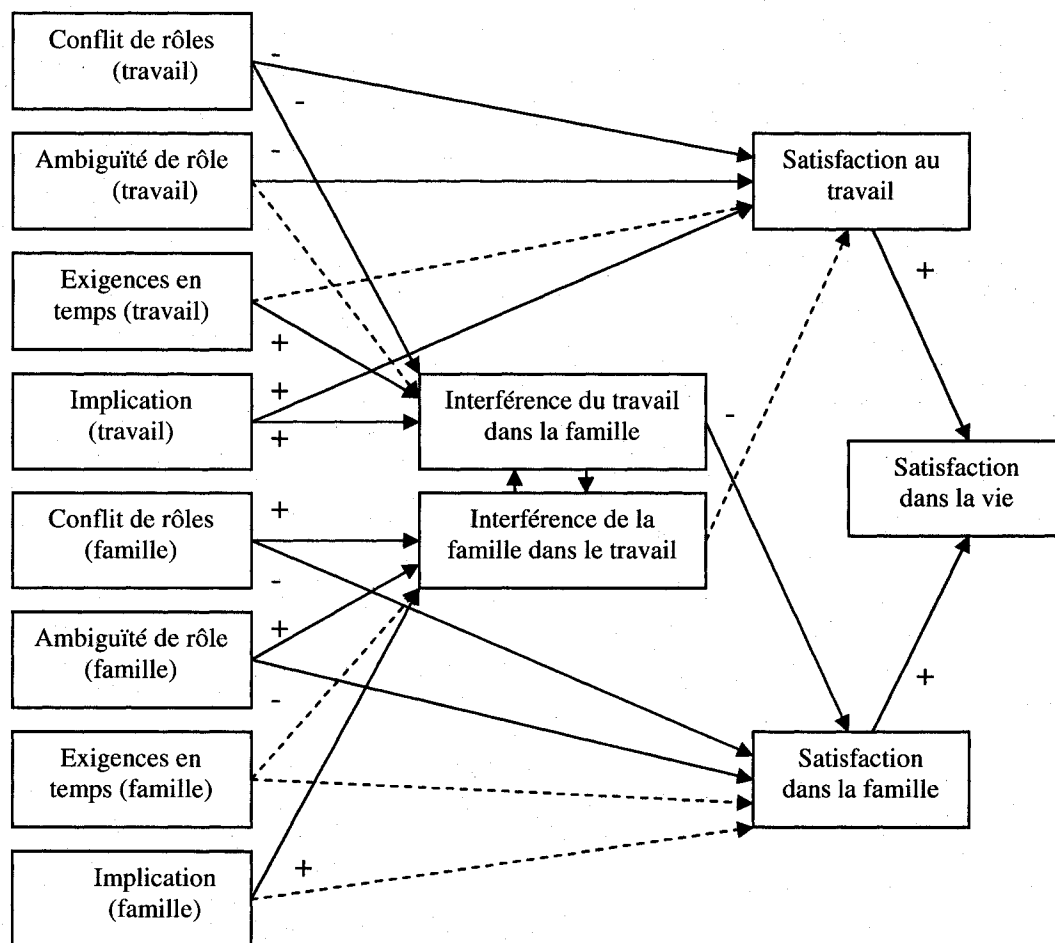 Conflit de rôles
(travail)
-
-
Ambiguïté de rôle
(travail)
-
Satisfaction au
travail
Exigences en
temps (travail)
+
+
Implication
(travail)
+
+
Interférence du travail
dans la famille
-
Satisfaction
dans la vie
Conflit de rôles
(famille)
+
-
Interférence de la
famille dans le travail
Ambiguïté de rôle
(famille)
+
-
+
Exigences en
temps (famille)
Satisfaction
dans la famille
Implication
(famille)
+